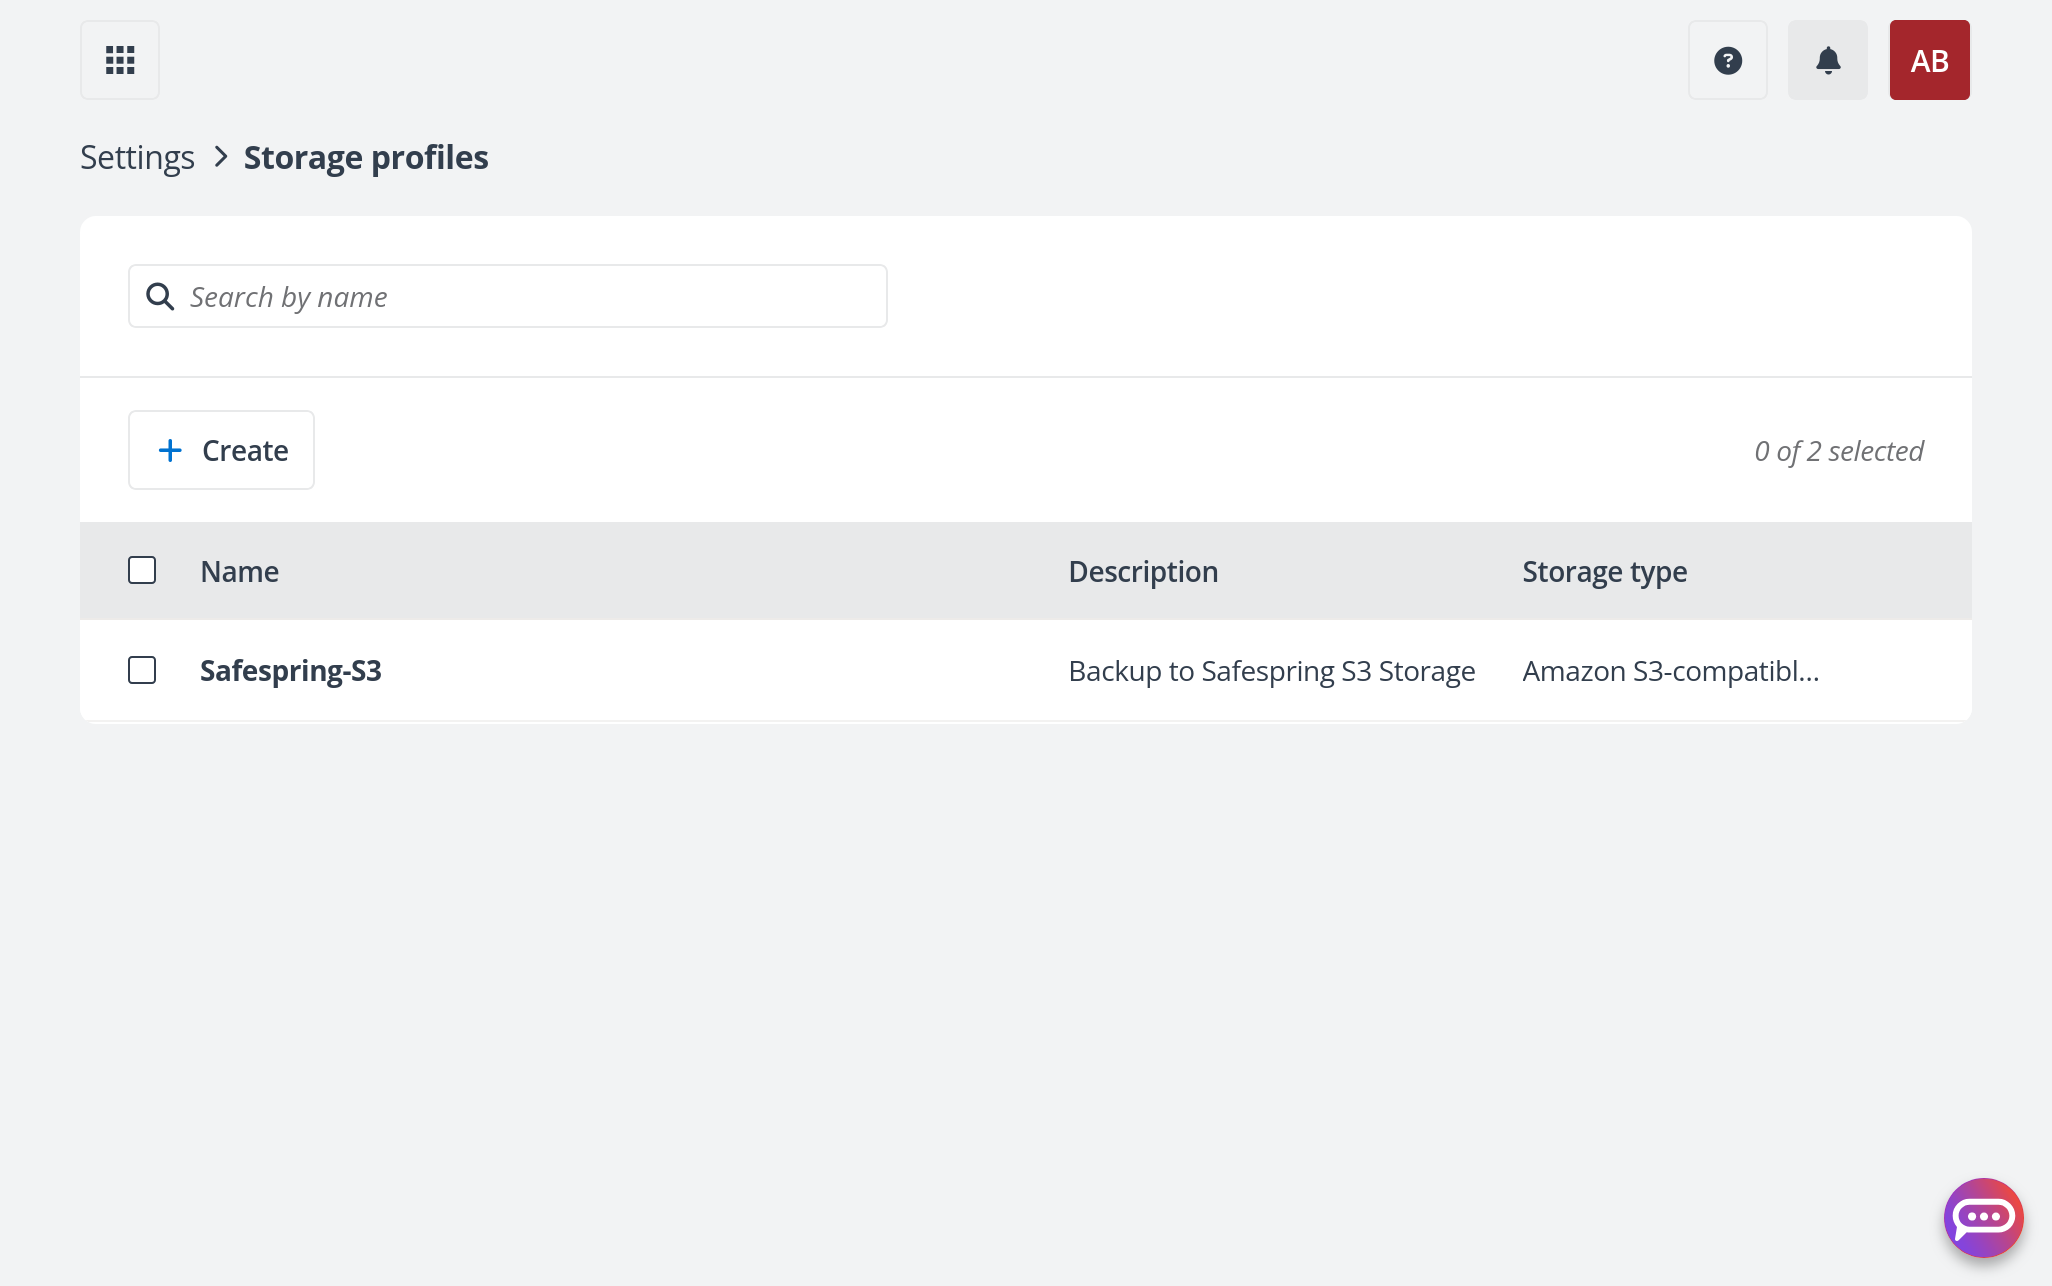 AB
Settings > Storage profiles
Search by name
Create
0 of 2 selected
Name Description Storage type
Safespring-S3 Backup to Safespring S3 Storage Amazon S3-compatibl...